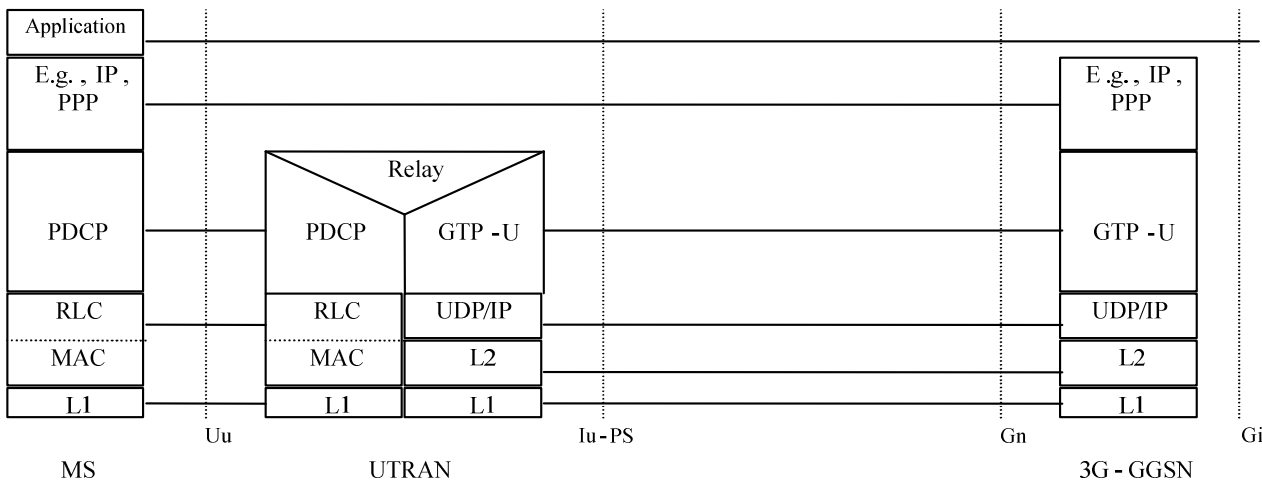 Application
E.g. , IP ,
PPP
E .g. , IP ,
PPP
Relay
PDCP
PDCP
GTP - U
GTP - U
RLC
RLC
UDP/IP
UDP/IP
MAC
MAC
L2
L2
L1
L1
L1
L1
Uu
Iu - PS
Gn
Gi
MS
UTRAN
3G - GGSN